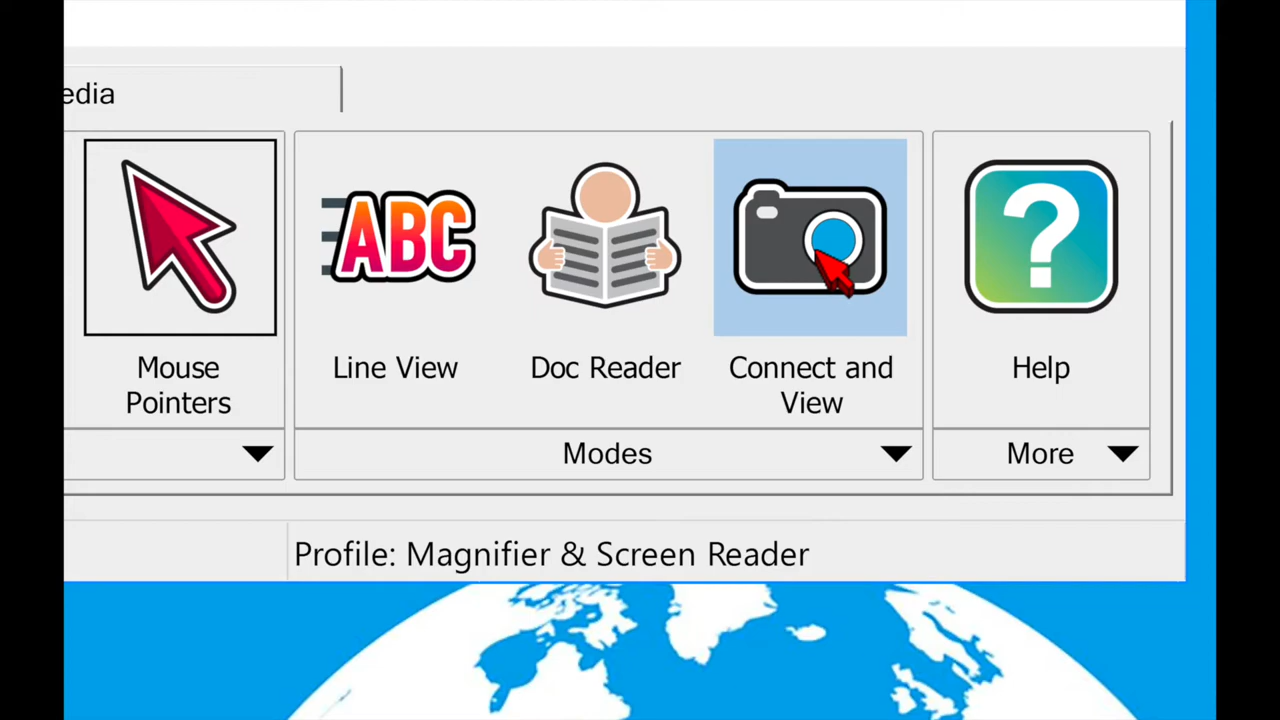 edia
ABC
?
Mouse
Pointers
Line View
Doc Reader
Connect and
View
Help
Modes
More
Profile: Magnifier & Screen Reader